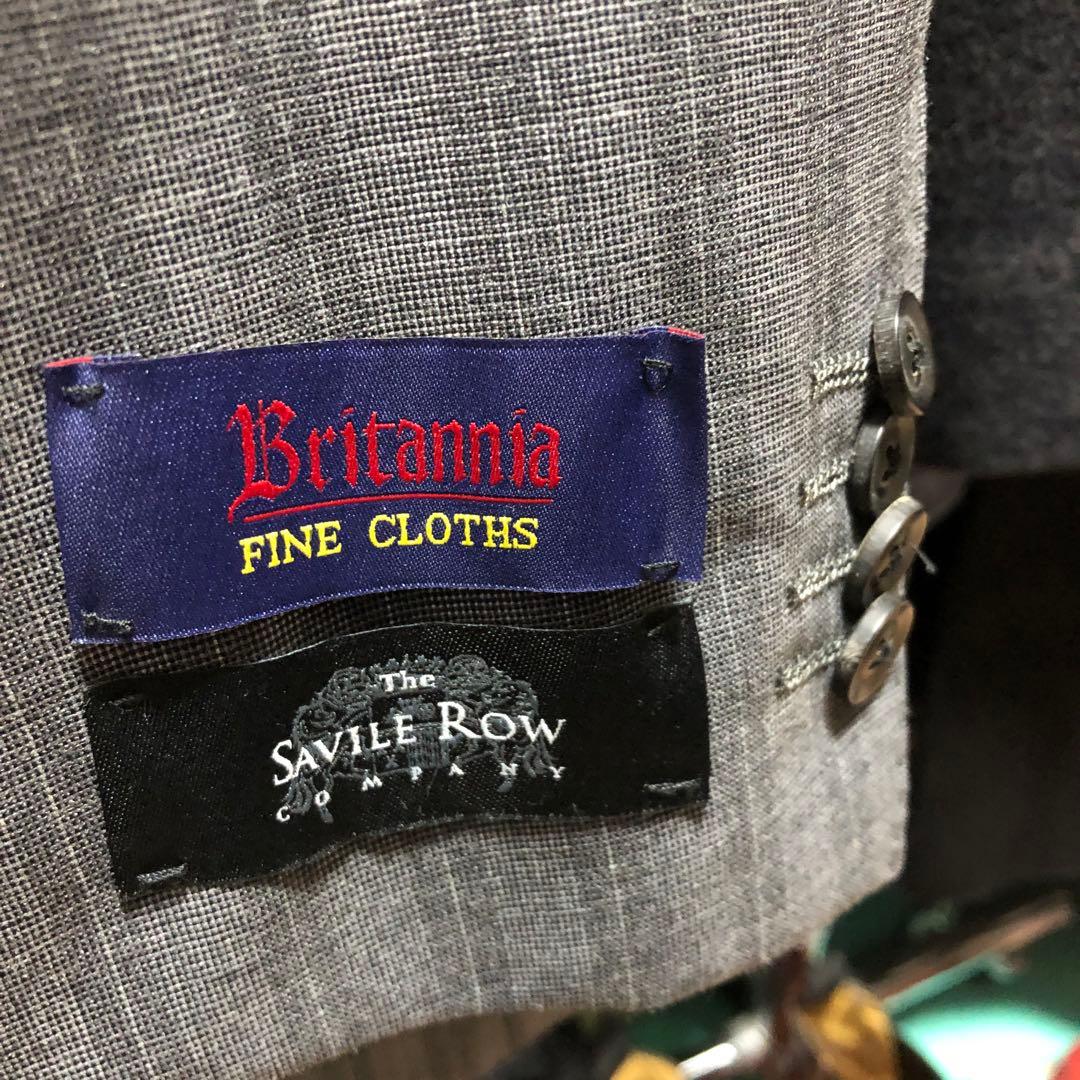 Britannia
FINE CLOTHS
The
SAVILE ROW
COMPANY